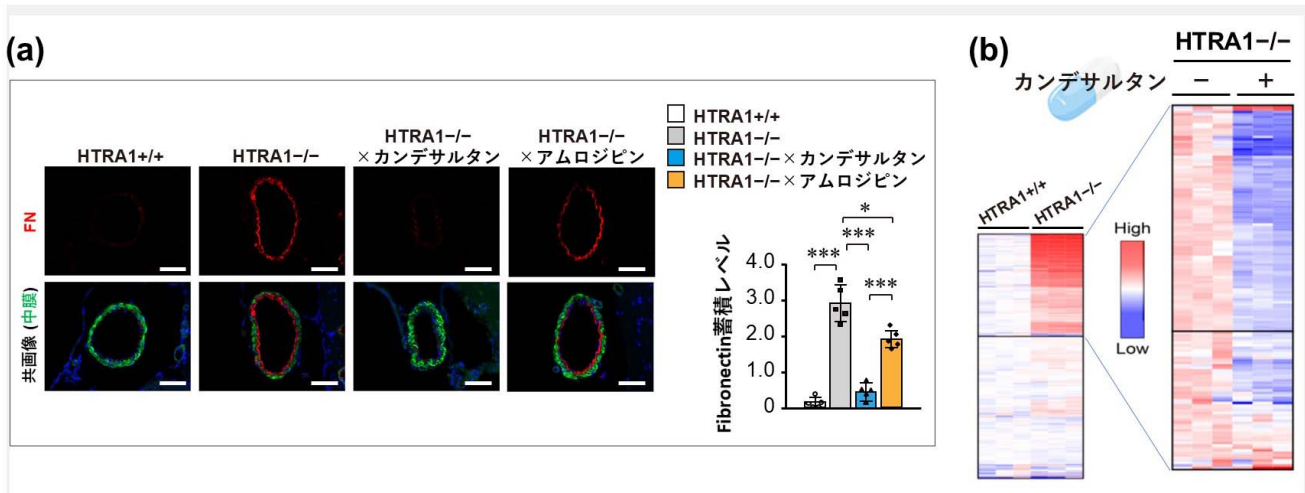 (a)
HTRA1+/+
HTRA1−/−
HTRA1−/−
×カンデサルタン
HTRA1−/−
×アムロジピン
FN
共画像 (中膜)
HTRA1+/+
HTRA1−/−
HTRA1−/−×カンデサルタン
HTRA1−/−×アムロジピン
Fibronectin蓄積レベル
4.0
3.0
2.0
1.0
0
***
***
*
***
(b)
HTRA1−/−
カンデサルタン
− +
HTRA1+/+
HTRA1−/−
High
Low